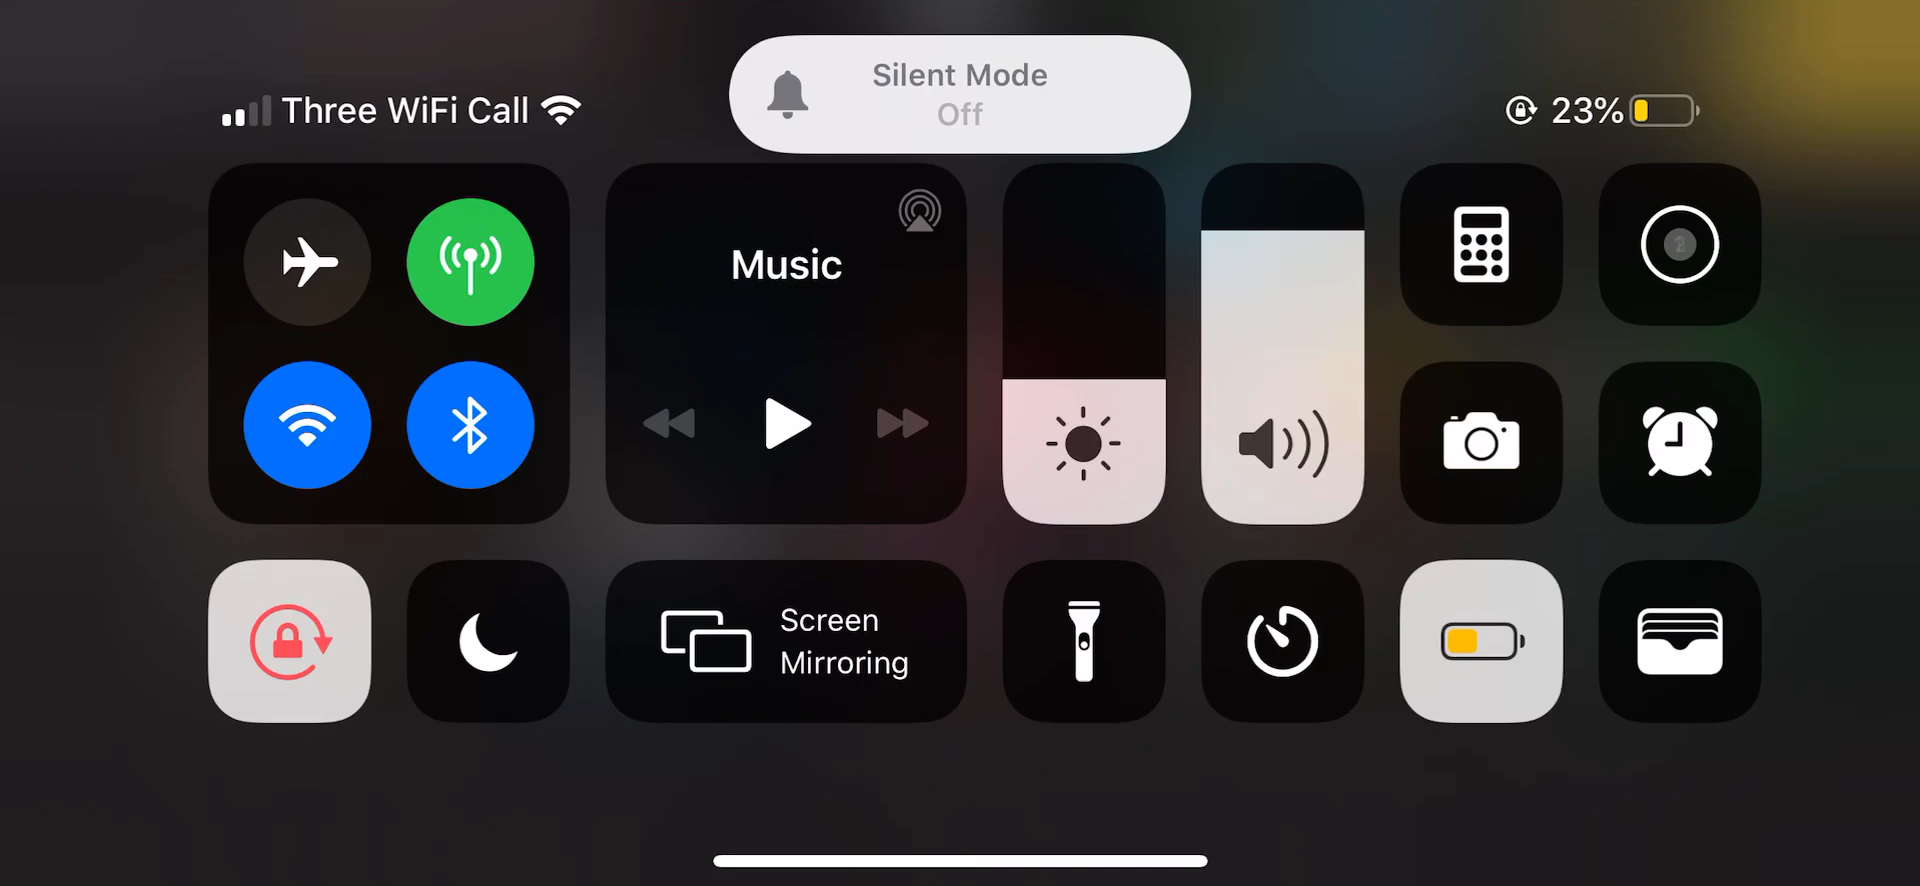 Silent Mode
Off
Three WiFi Call
23%
Music
Screen
Mirroring